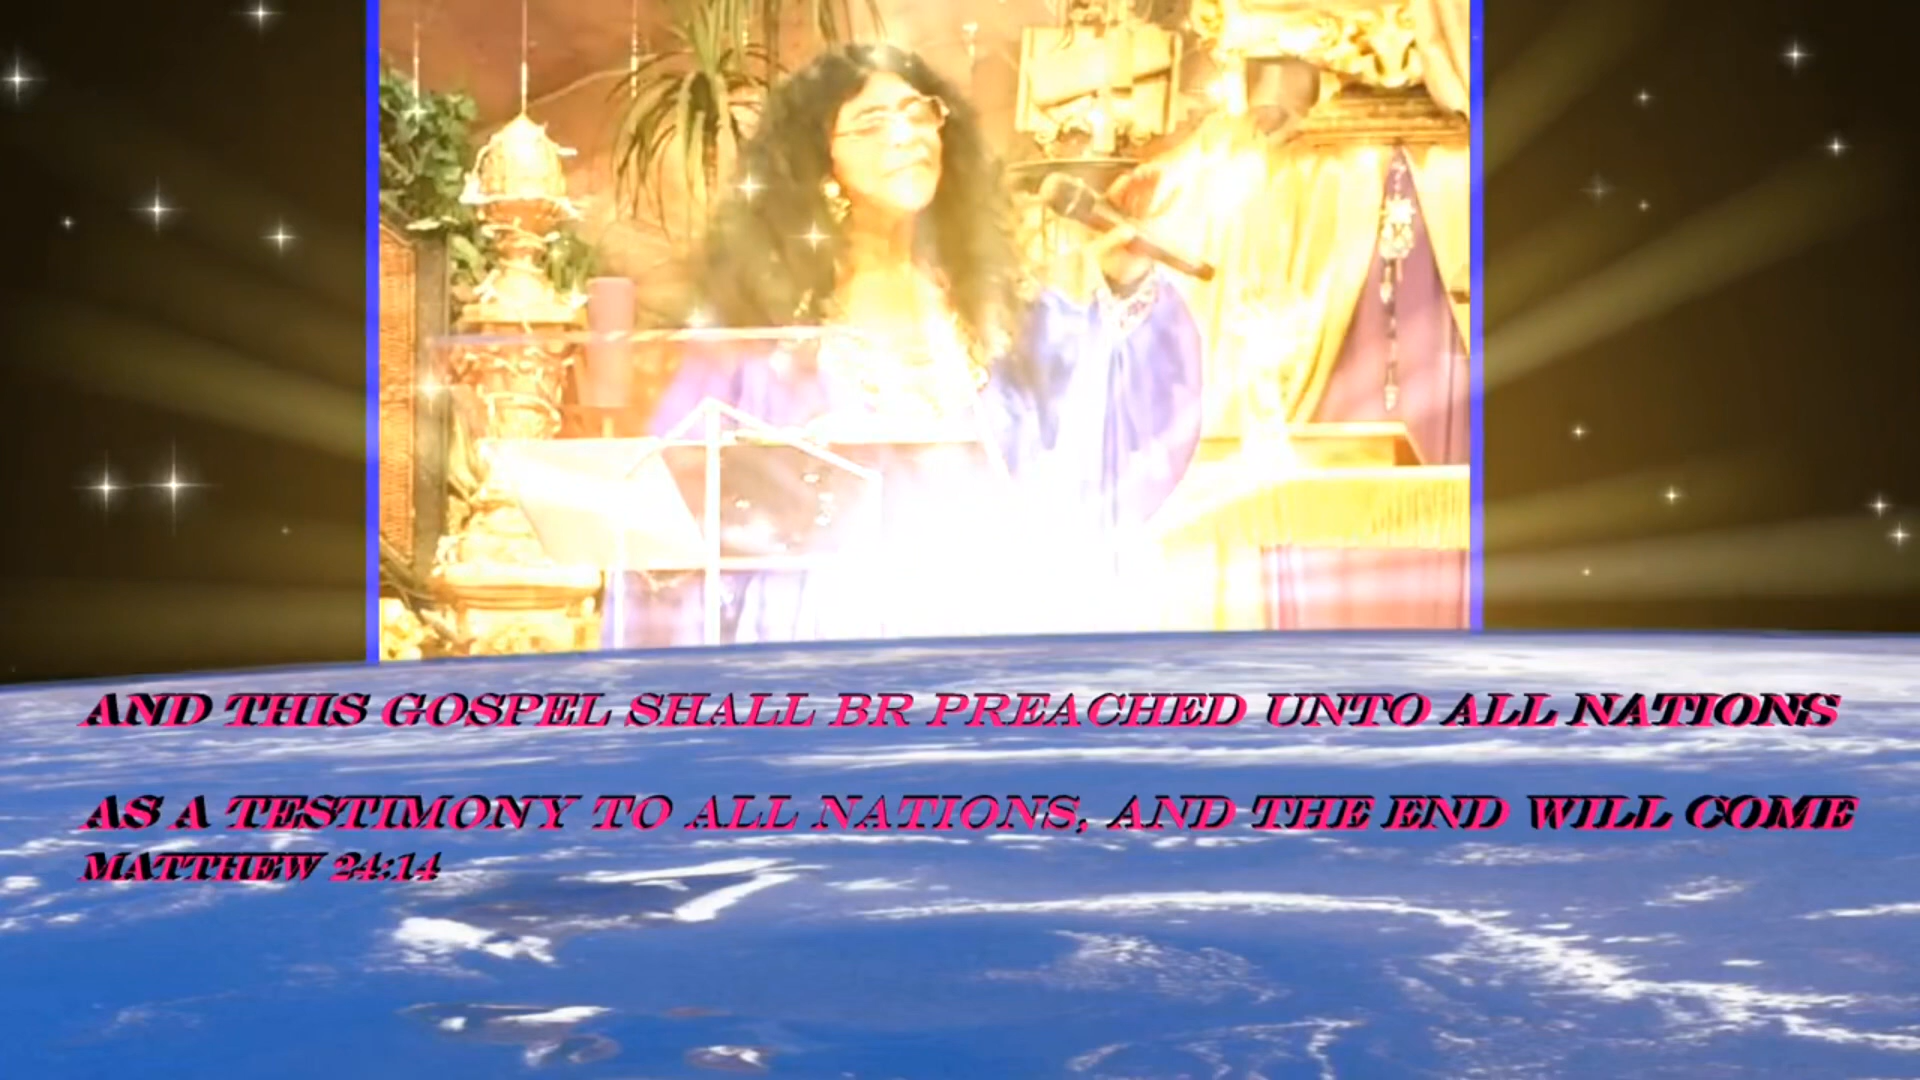 AND THIS GOSPEL SHALL BR PREACHED UNTO ALL NATIONS
AS A TESTIMONY TO ALL NATIONS, AND THE END WILL COME
MATTHEW 24:14